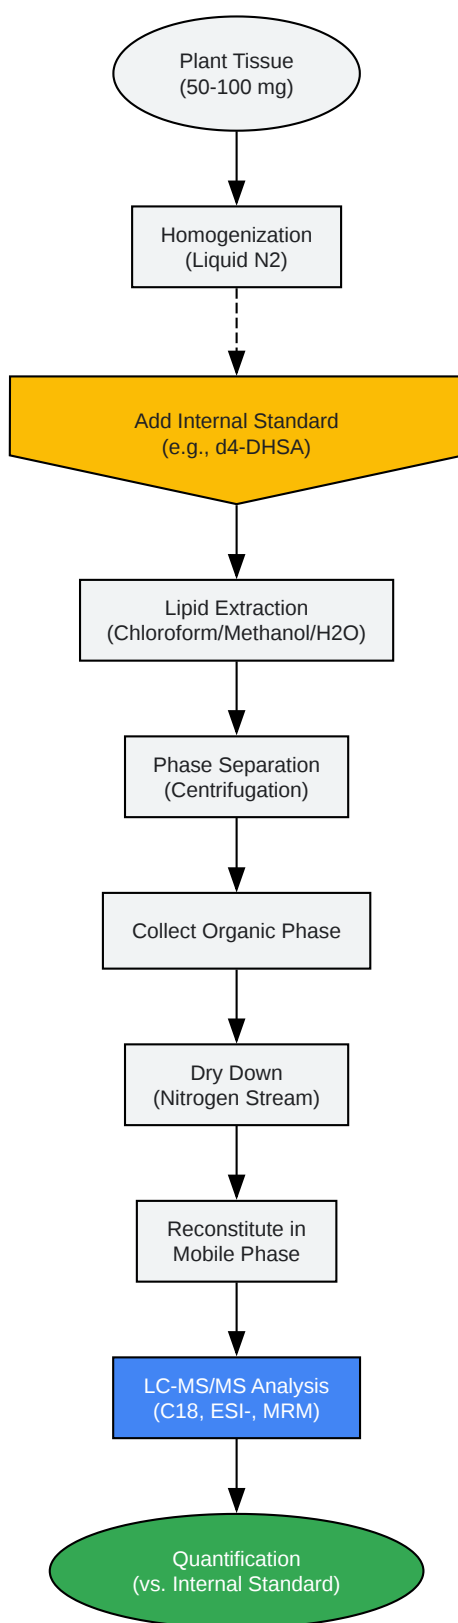 Plant Tissue
(50-100 mg)
Homogenization
(Liquid N2)
Add Internal Standard
(e.g., d4-DHSA)
Lipid Extraction
(Chloroform/Methanol/H2O)
Phase Separation
(Centrifugation)
Collect Organic Phase
Dry Down
(Nitrogen Stream)
Reconstitute in
Mobile Phase
LC-MS/MS Analysis
(C18, ESI-, MRM)
Quantification
(vs. Internal Standard)